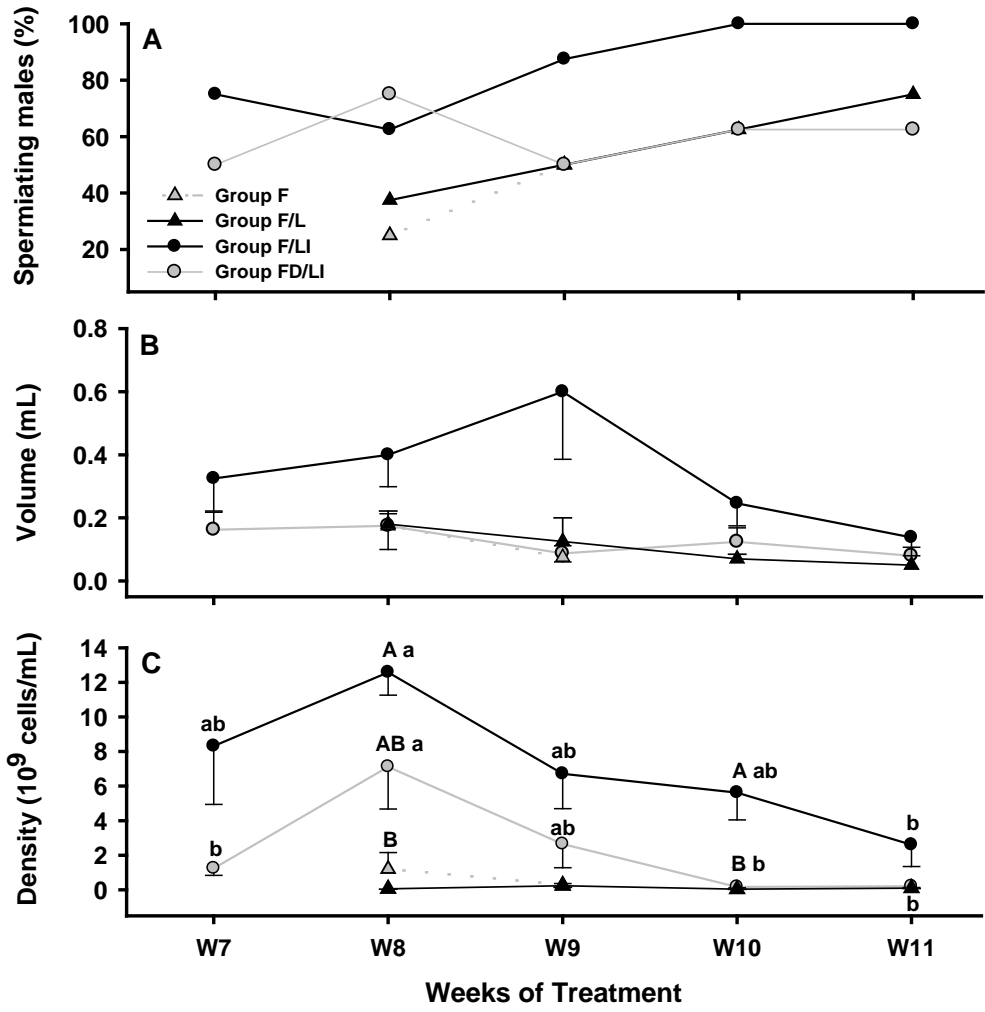 Spermiating males (%)
A
100
80
60
40
20
Group F
Group F/L
Group F/LI
Group FD/LI
Volume (mL)
B
0.8
0.6
0.4
0.2
0.0
Density (10⁹ cells/mL)
C
14
12
10
8
6
4
2
0
A a
ab
AB a
ab
A ab
b
ab
b
B
B b
b
W7 W8 W9 W10 W11
Weeks of Treatment